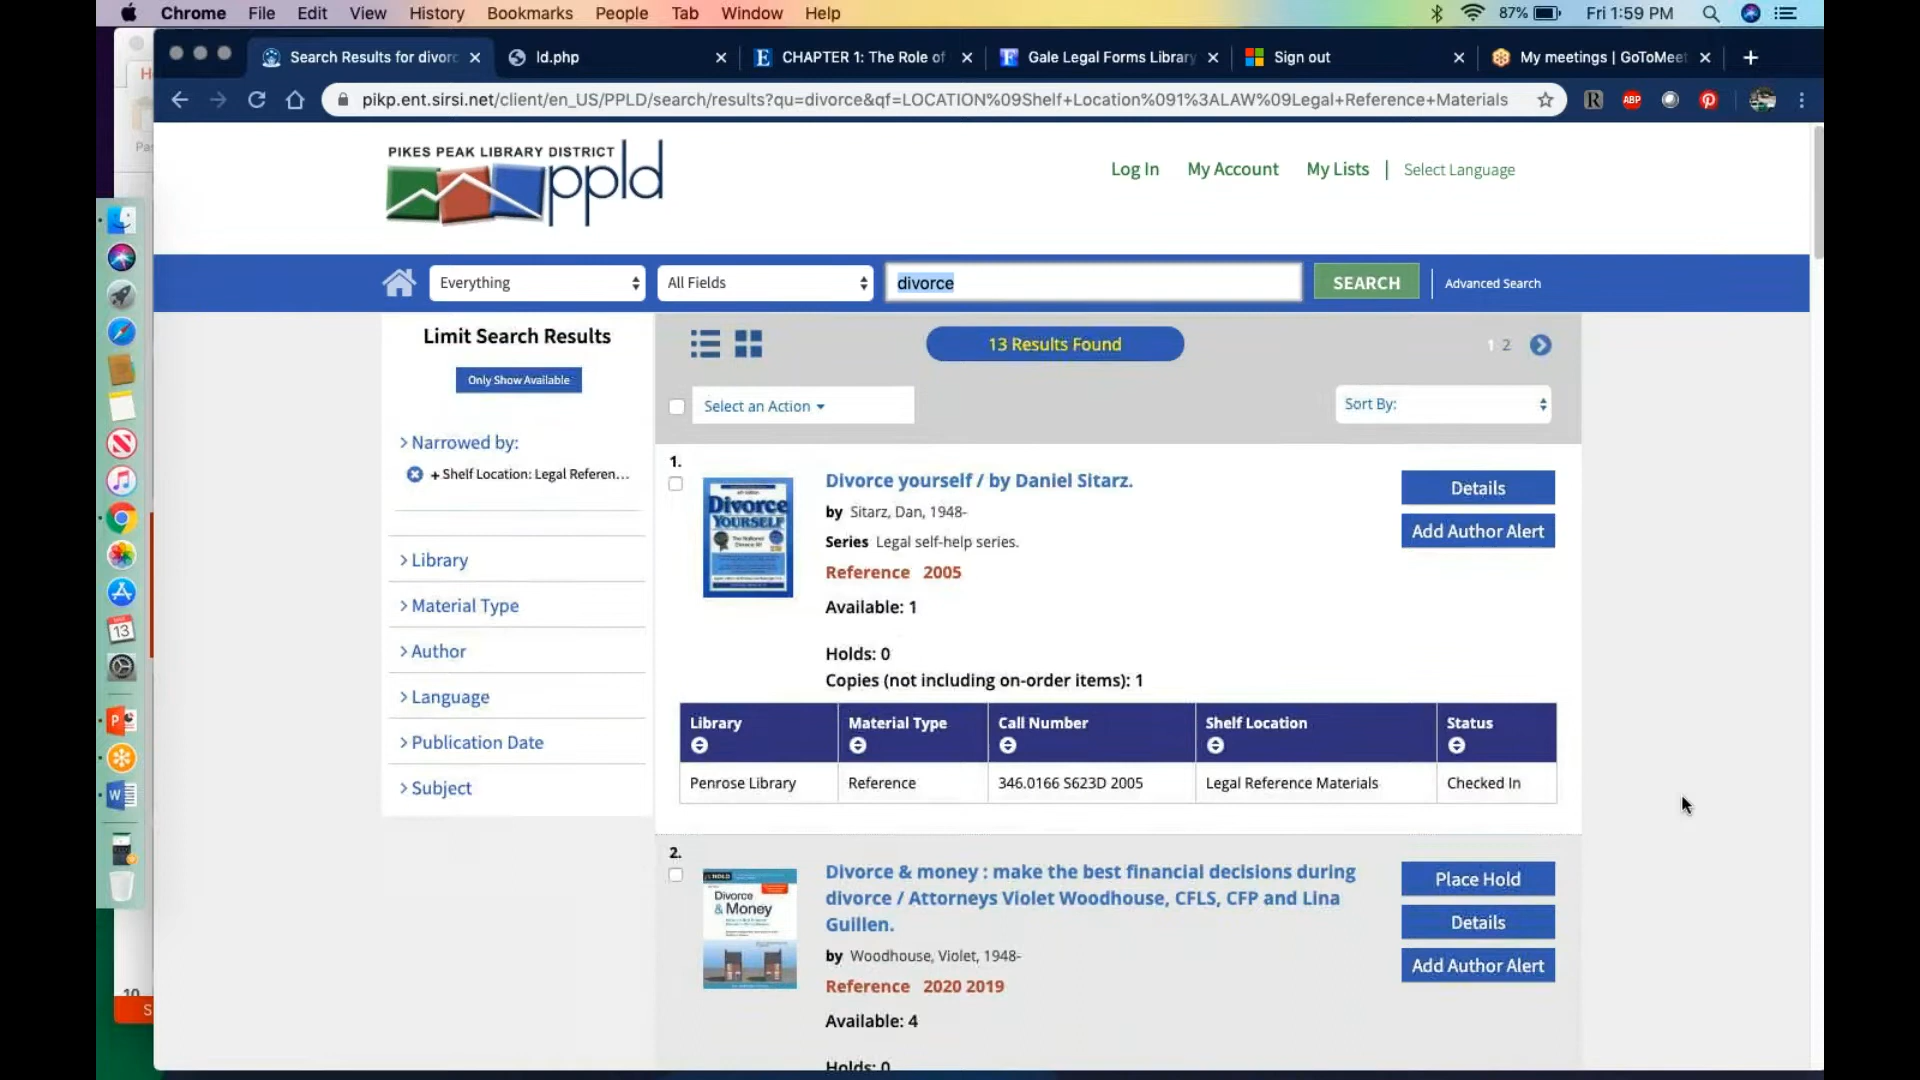 Chrome File Edit View History Bookmarks People Tab Window Help 87% Fri 1:59 PM
Search Results for divorc ld.php CHAPTER 1: The Role of Gale Legal Forms Library Sign out My meetings | GoToMeet
pikp.ent.sirsi.net/client/en_US/PPLD/search/results?qu=divorce&qf=LOCATION%09Shelf+Location%091%3ALAW%09Legal+Reference+Materials
ABP
PIKES PEAK LIBRARY DISTRICT
ppld
Log In My Account My Lists | Select Language
Everything All Fields divorce SEARCH Advanced Search
Limit Search Results
Only Show Available
Narrowed by:
+ Shelf Location: Legal Referen...
Library
Material Type
Author
Language
Publication Date
Subject
13 Results Found
1 2
Select an Action
Sort By:
1.
Divorce YOURSELF
Divorce yourself / by Daniel Sitarz.
by Sitarz, Dan, 1948-
Series Legal self-help series.
Reference 2005
Available: 1
Holds: 0
Copies (not including on-order items): 1
Details
Add Author Alert
Library Material Type Call Number Shelf Location Status
Penrose Library Reference 346.0166 S623D 2005 Legal Reference Materials Checked In
2.
NOLO
Divorce & Money
Divorce & money : make the best financial decisions during
divorce / Attorneys Violet Woodhouse, CFLS, CFP and Lina
Guillen.
by Woodhouse, Violet, 1948-
Reference 2020 2019
Available: 4
Holds: 0
Place Hold
Details
Add Author Alert
13